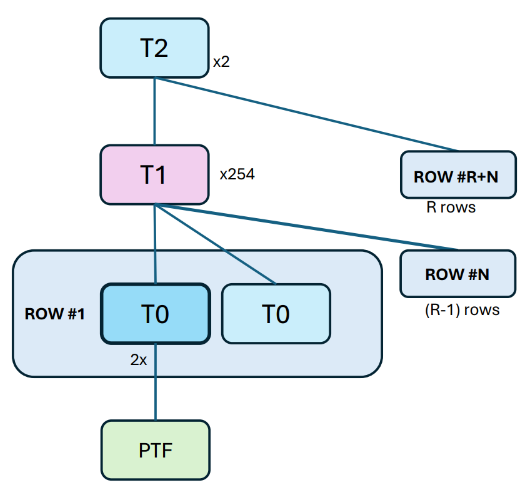 T2
x2
T1
x254
ROW #R+N
R rows
ROW #1
T0
T0
ROW #N
(R-1) rows
2x
PTF